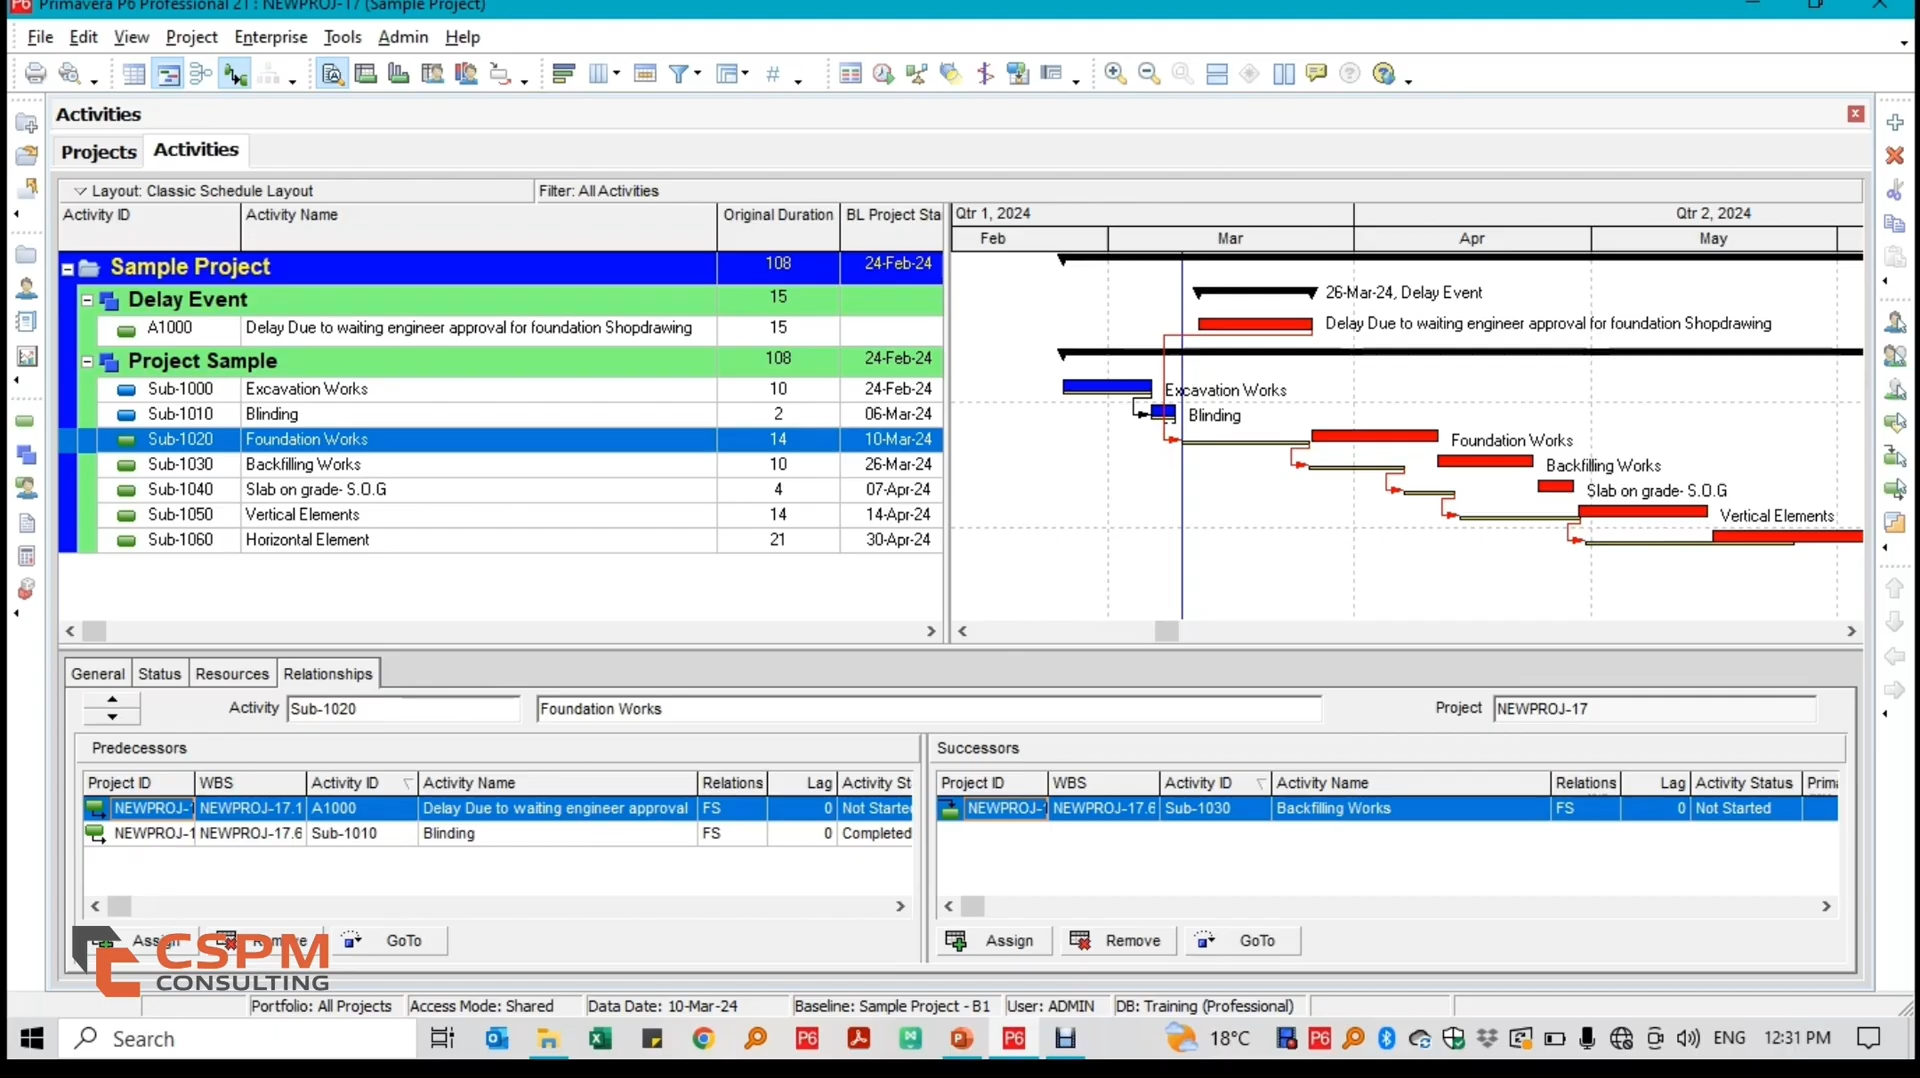 Primavera P6 Professional 21 : NEWPROJ-17 (Sample Project)
File Edit View Project Enterprise Tools Admin Help
Activities
Projects Activities
Layout: Classic Schedule Layout Filter: All Activities
Activity ID Activity Name Original Duration BL Project Sta Qtr 1, 2024 Qtr 2, 2024
Feb Mar Apr May
Sample Project 108 24-Feb-24
Delay Event 15 26-Mar-24, Delay Event
A1000 Delay Due to waiting engineer approval for foundation Shopdrawing 15 Delay Due to waiting engineer approval for foundation Shopdrawing
Project Sample 108 24-Feb-24
Sub-1000 Excavation Works 10 24-Feb-24 Excavation Works
Sub-1010 Blinding 2 06-Mar-24 Blinding
Sub-1020 Foundation Works 14 10-Mar-24 Foundation Works
Sub-1030 Backfilling Works 10 26-Mar-24 Backfilling Works
Sub-1040 Slab on grade- S.O.G 4 07-Apr-24 Slab on grade- S.O.G
Sub-1050 Vertical Elements 14 14-Apr-24 Vertical Elements
Sub-1060 Horizontal Element 21 30-Apr-24
General Status Resources Relationships
Activity Sub-1020 Foundation Works Project NEWPROJ-17
Predecessors Successors
Project ID WBS Activity ID Activity Name Relations Lag Activity St Project ID WBS Activity ID Activity Name Relations Lag Activity Status Prim
NEWPROJ-1 NEWPROJ-17.1 A1000 Delay Due to waiting engineer approval FS 0 Not Starte NEWPROJ-1 NEWPROJ-17.6 Sub-1030 Backfilling Works FS 0 Not Started
NEWPROJ-1 NEWPROJ-17.6 Sub-1010 Blinding FS 0 Completed
Assign Remove GoTo Assign Remove GoTo
CSPM
CONSULTING
Portfolio: All Projects Access Mode: Shared Data Date: 10-Mar-24 Baseline: Sample Project - B1 User: ADMIN DB: Training (Professional)
Search 18°C ENG 12:31 PM